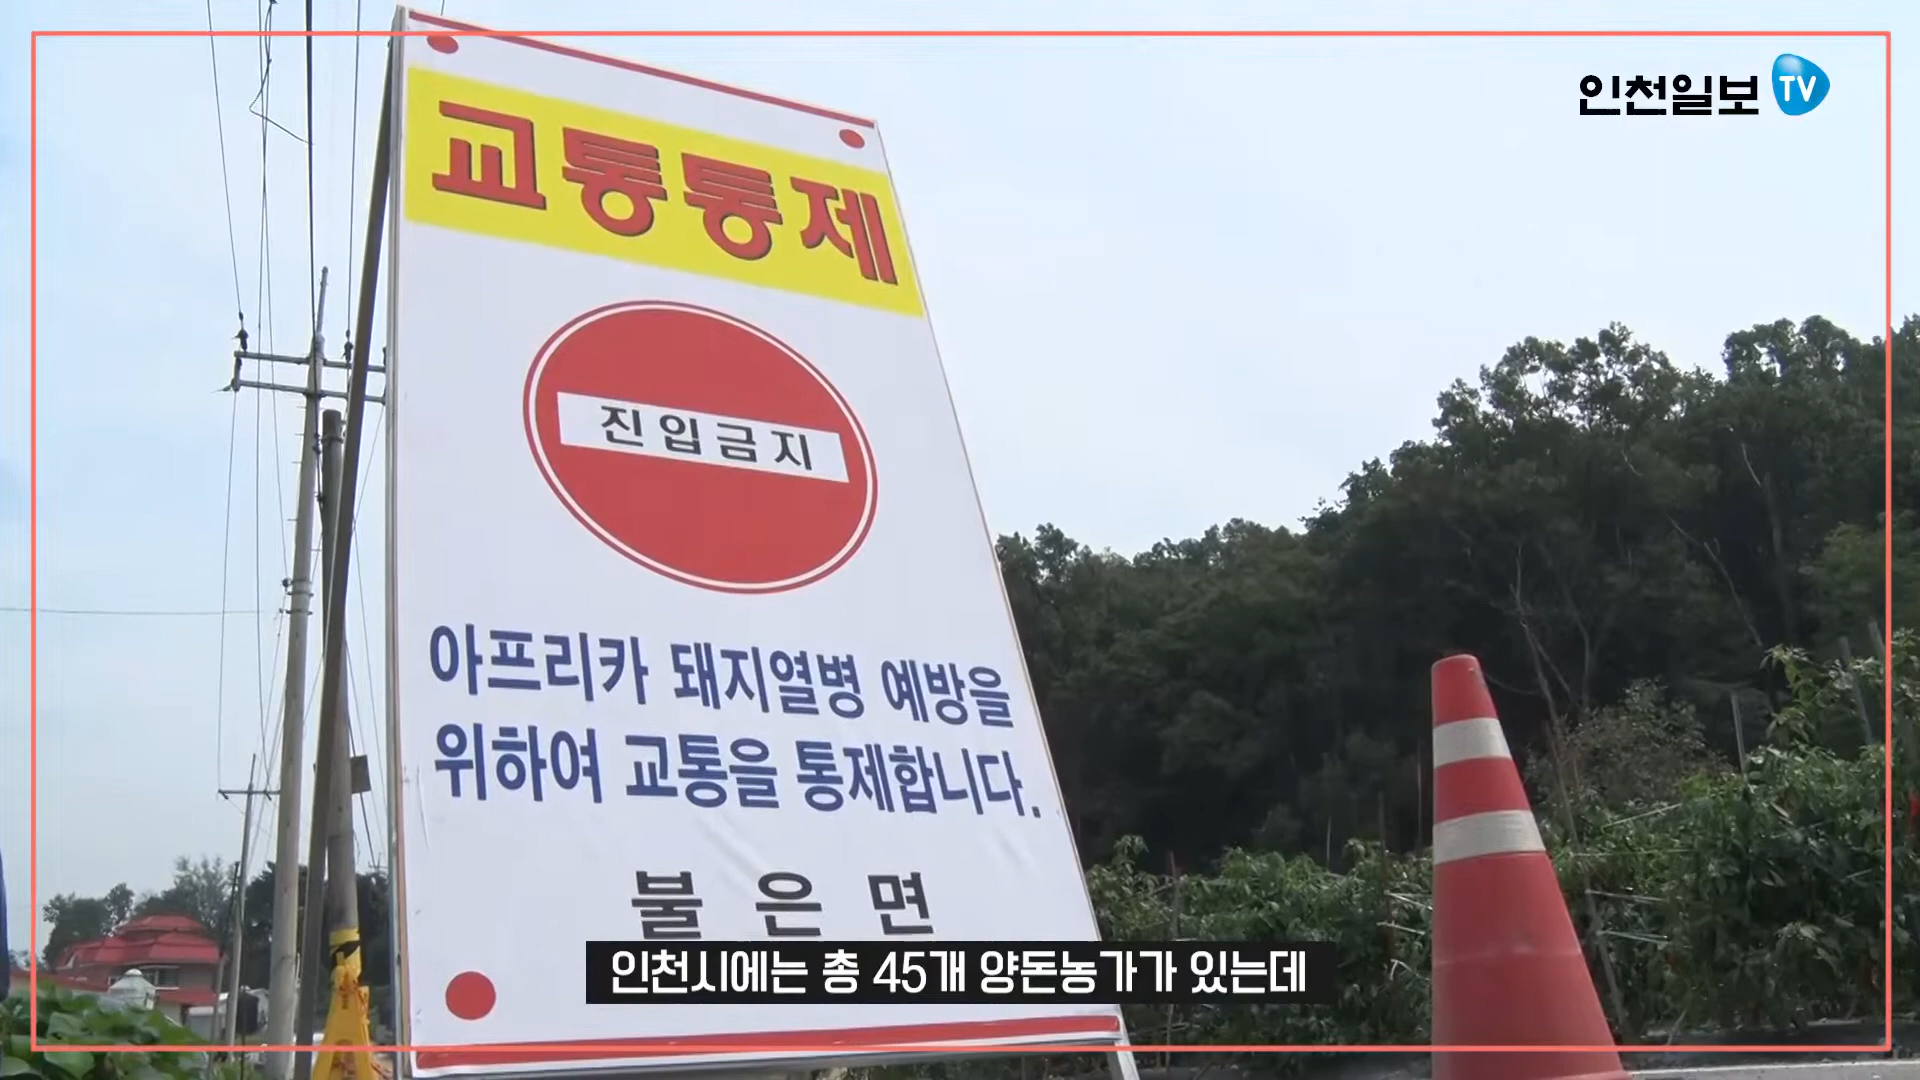 인천일보 TV
교통통제
진입금지
아프리카 돼지열병 예방을
위하여 교통을 통제합니다.
불은면
인천시에는 총 45개 양돈농가가 있는데